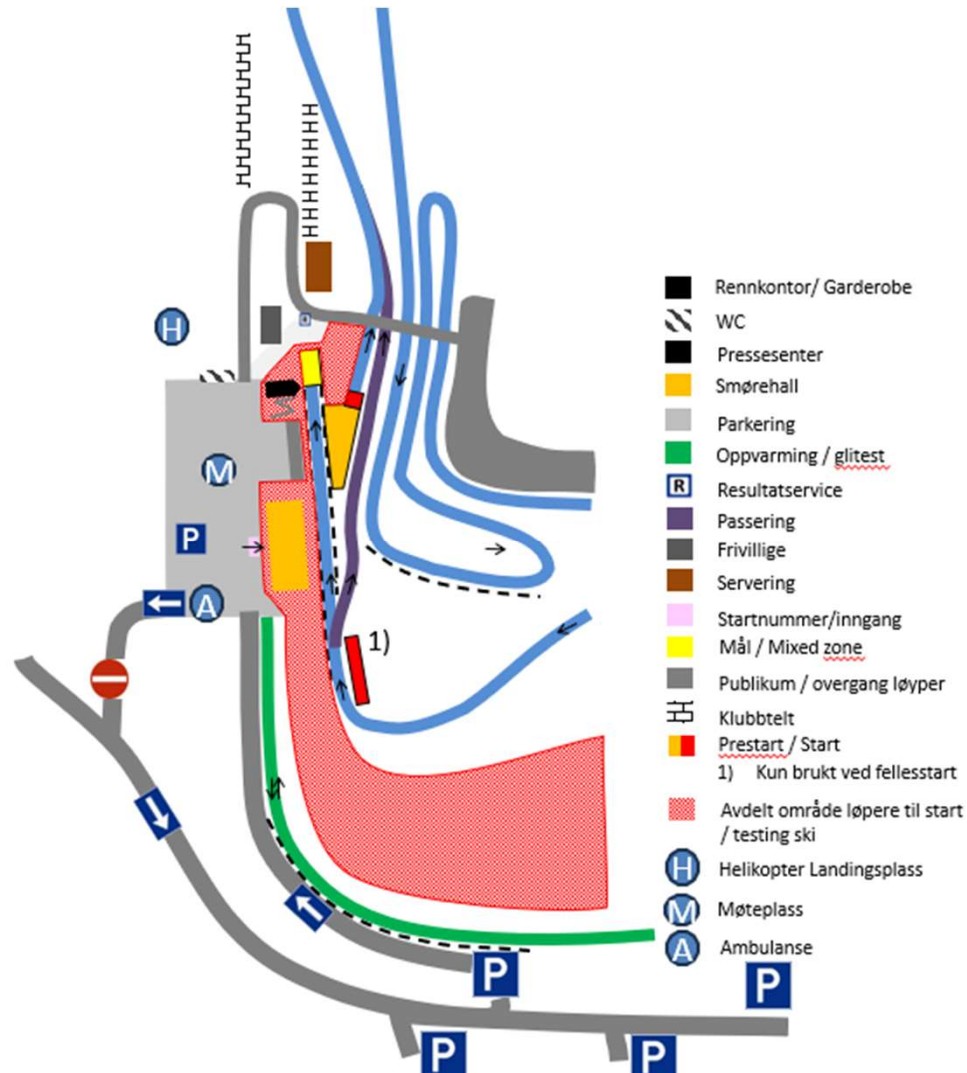 H
M
P
A
1)
P
P
P
P
R
Rennkontor/ Garderobe
WC
Pressesenter
Smørehall
Parkering
Oppvarming / glitest
R Resultatservice
Passering
Frivillige
Servering
Startnummer/inngang
Mål / Mixed zone
Publikum / overgang løyper
Klubbtelt
Prestart / Start
1) Kun brukt ved fellesstart
Avdelt område løpere til start
/ testing ski
H Helikopter Landingsplass
M Møteplass
A Ambulanse